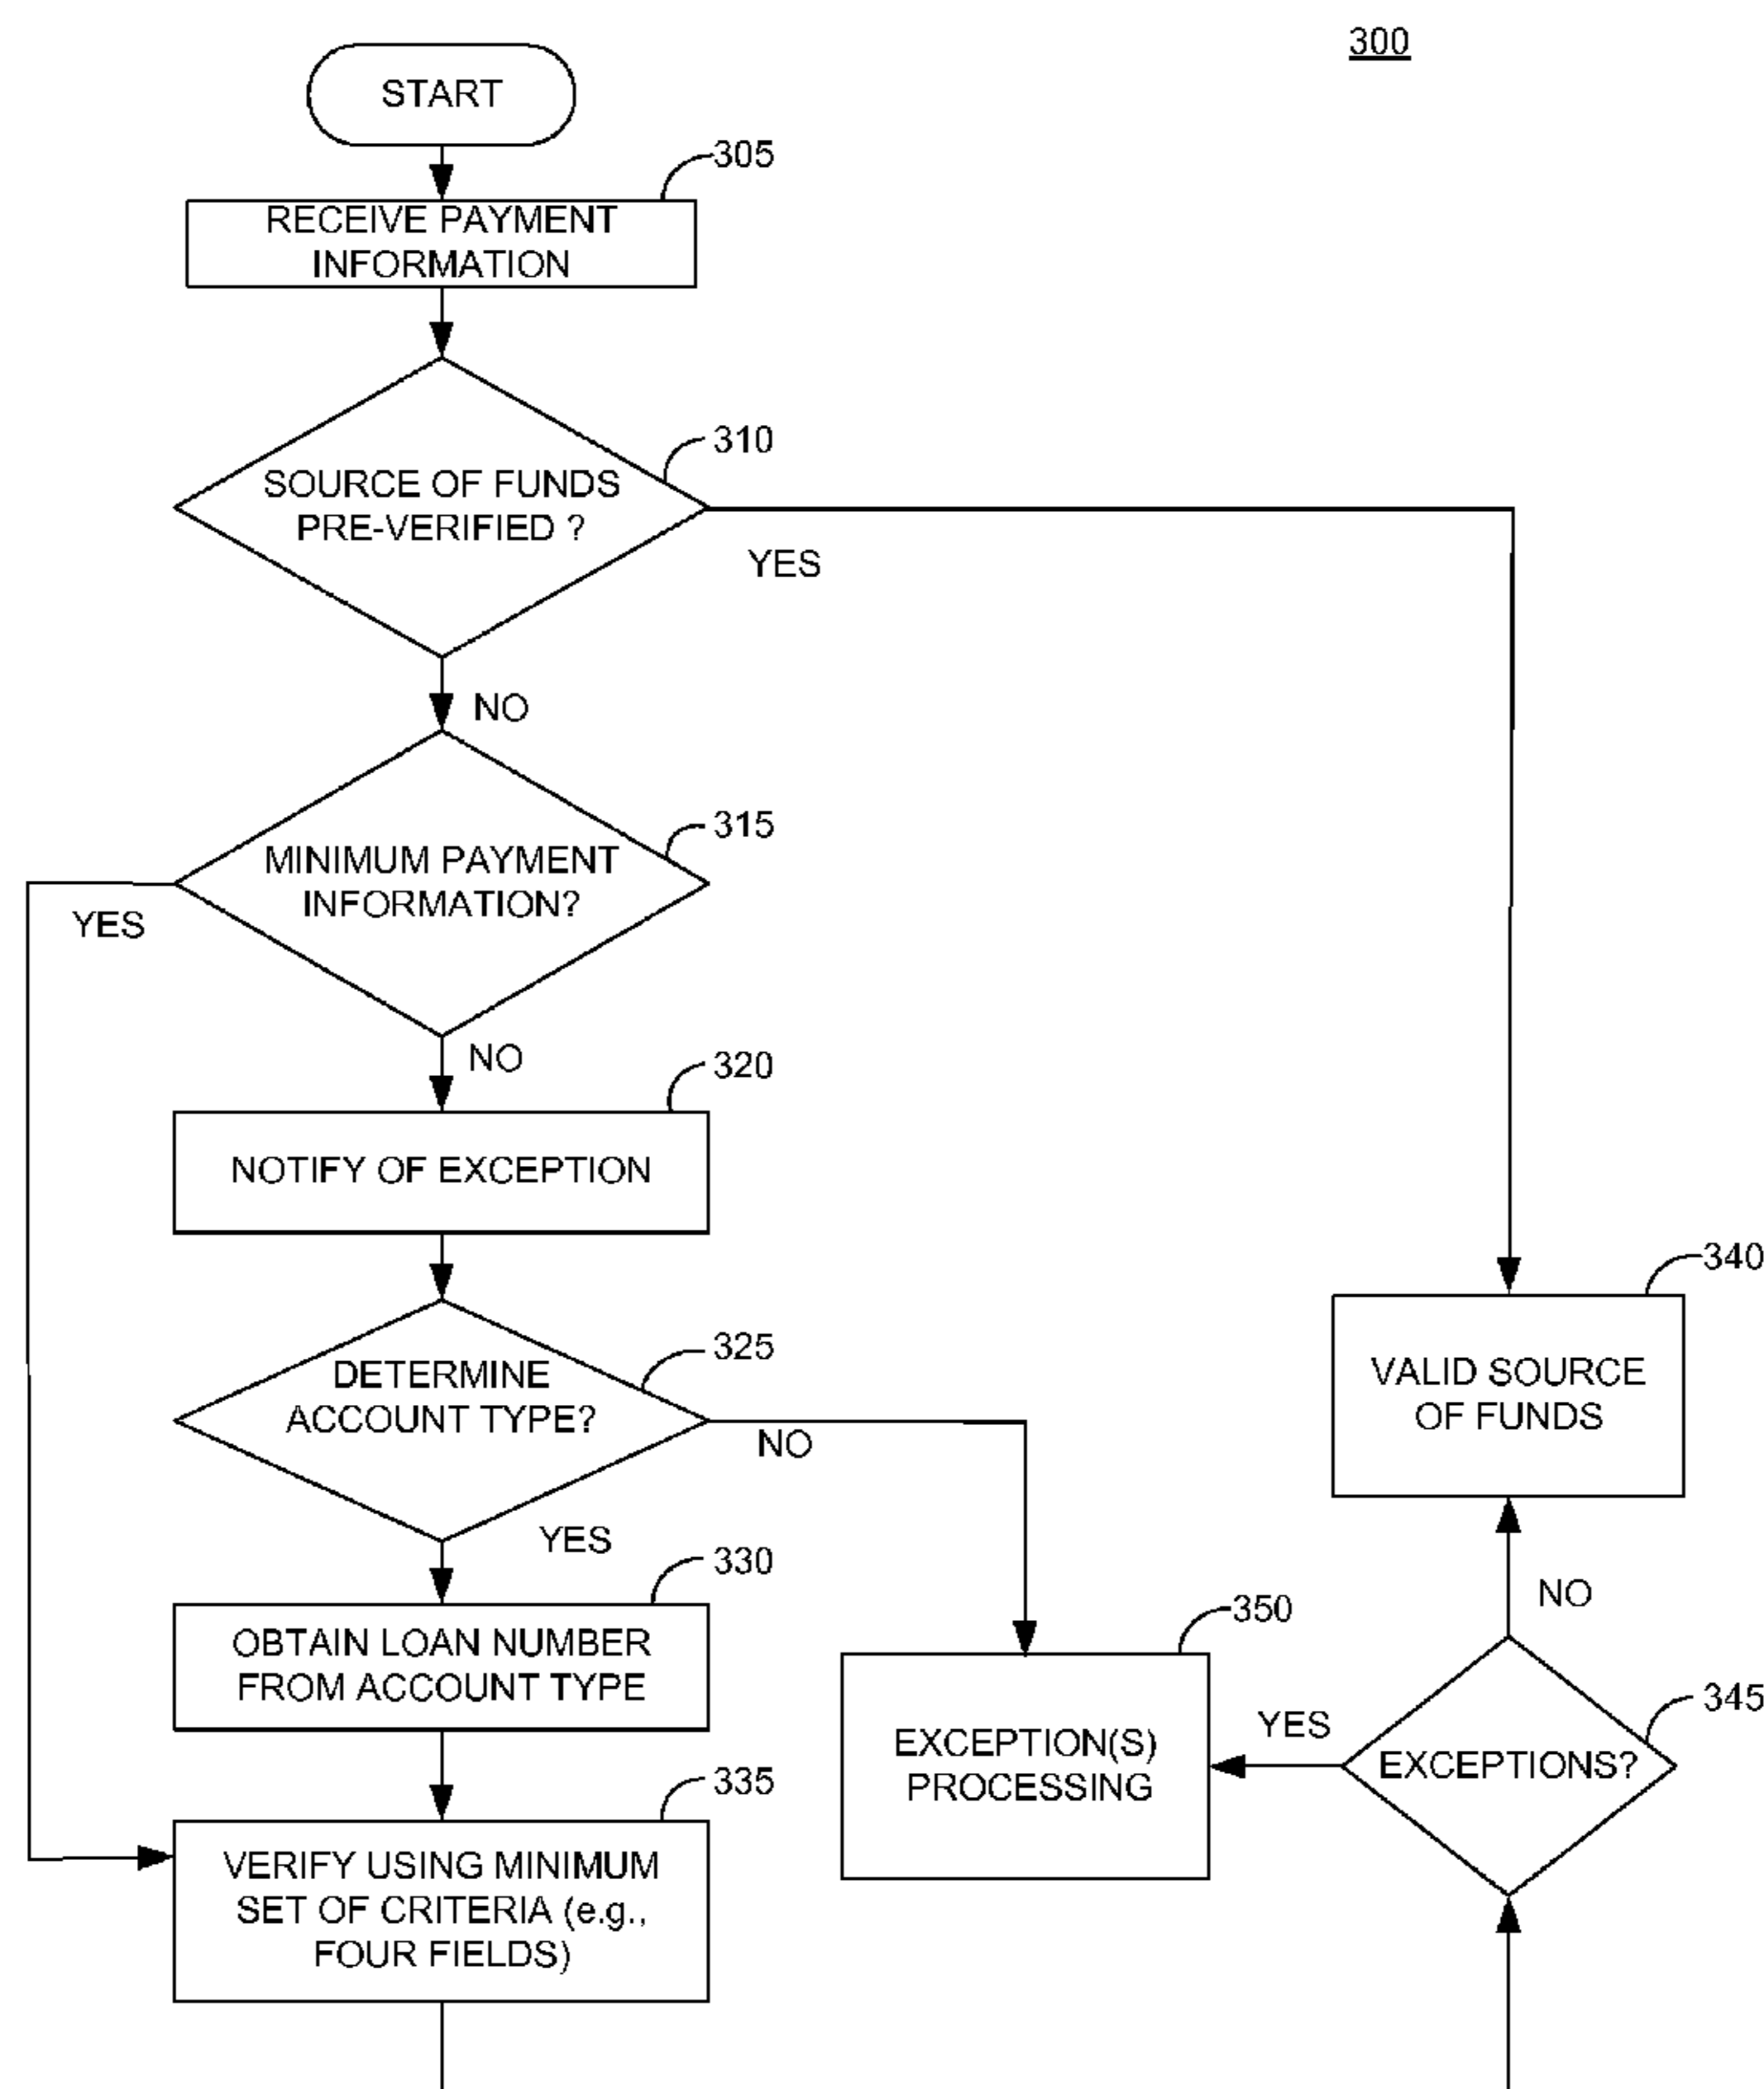 300
START
305
RECEIVE PAYMENT
INFORMATION
310
SOURCE OF FUNDS
PRE-VERIFIED ?
YES
NO
315
MINIMUM PAYMENT
INFORMATION?
YES
NO
320
NOTIFY OF EXCEPTION
325
DETERMINE
ACCOUNT TYPE?
NO
YES
330
OBTAIN LOAN NUMBER
FROM ACCOUNT TYPE
335
VERIFY USING MINIMUM
SET OF CRITERIA (e.g.,
FOUR FIELDS)
340
VALID SOURCE
OF FUNDS
NO
345
EXCEPTIONS?
YES
350
EXCEPTION(S)
PROCESSING